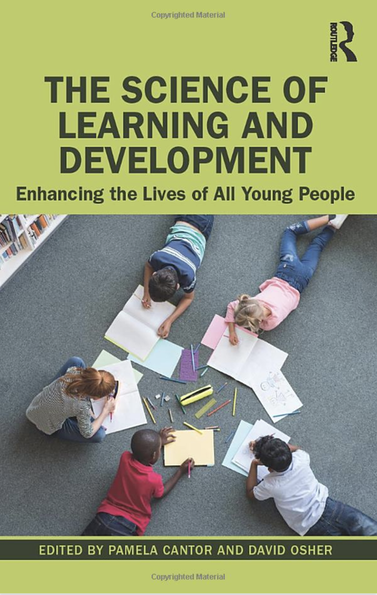 Copyrighted material
ROUTLEDGE
THE SCIENCE OF
LEARNING AND
DEVELOPMENT
Enhancing the Lives of All Young People
EDITED BY PAMELA CANTOR AND DAVID OSHER
Copyrighted material